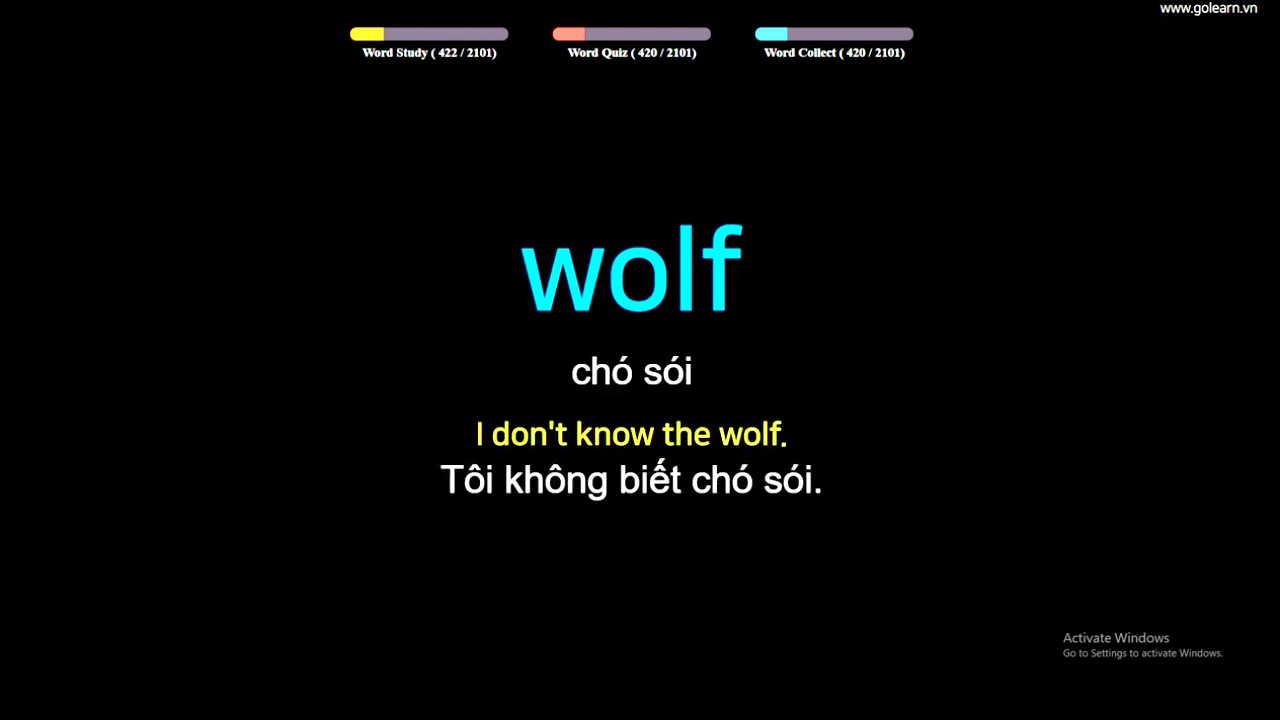 www.golearn.vn
Word Study ( 422 / 2101)
Word Quiz ( 420 / 2101)
Word Collect ( 420 / 2101)
wolf
chó sói
I don't know the wolf.
Tôi không biết chó sói.
Activate Windows
Go to Settings to activate Windows.